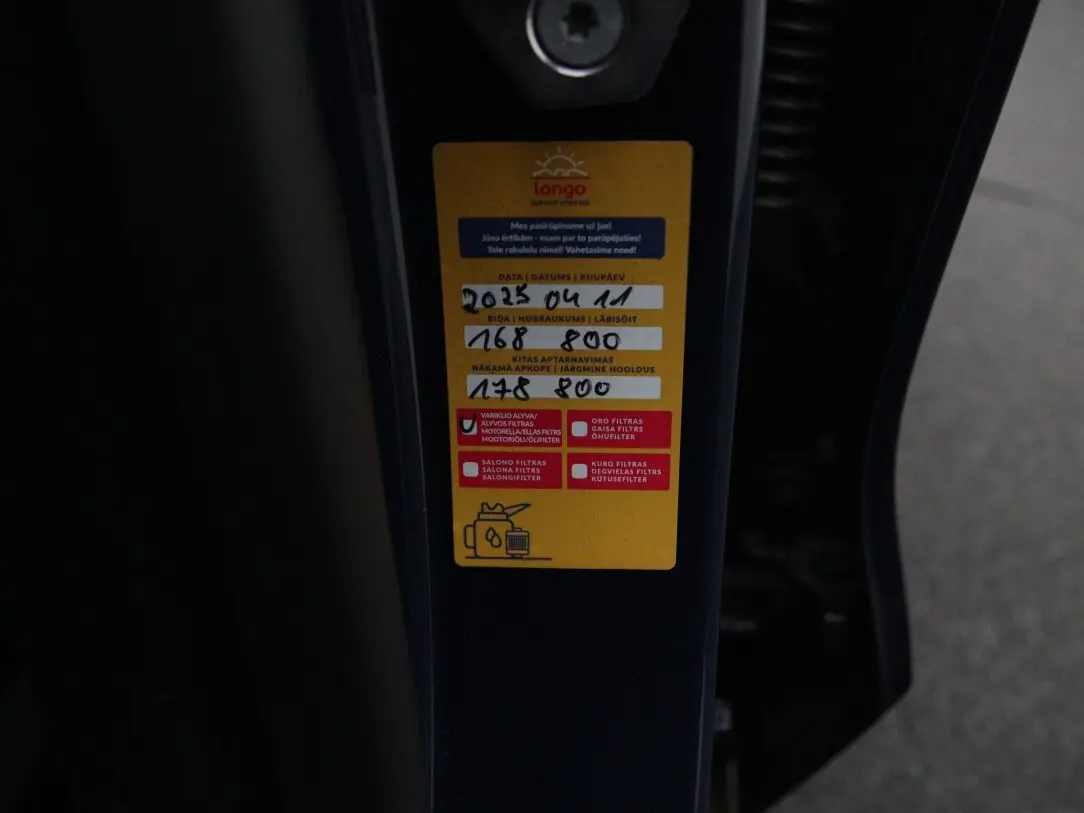 longo
Mes pasirūpinome už jus!
Jūsu ērtībām - esam par to parūpējušies!
Teie rahulolu nimel! Vahetasime need!
DATA | DATUMS | KUUPÄEV
2025 04 11
RIDA | NOBRAUKUMS | LÄBISÕIT
168 800
KITAS APTARNAVIMAS
NĀKAMĀ APKOPE | JÄRGMINE HOOLDUS
178 800
VARIKLIO ALYVA/
ALYVOS FILTRAS
MOTOREĻĻA/EĻĻAS FILTRS
MOOTORIÕLI/ÕLIFILTER
ORO FILTRAS
GAISA FILTRS
ÕHUFILTER
SALONO FILTRAS
SALONA FILTRS
SALONGIFILTER
KURO FILTRAS
DEGVIELAS FILTRS
KÜTUSEFILTER